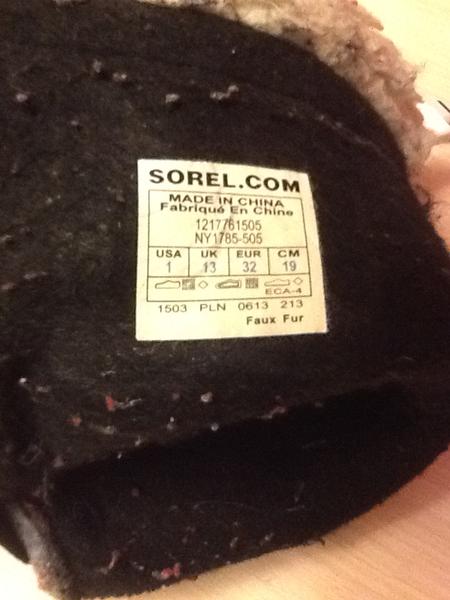 SOREL.COM
MADE IN CHINA
Fabriqué En Chine
1217761505
NY1785-505
USA UK EUR CM
1 13 32 19
ECA-4
1503 PLN 0613 213
Faux Fur